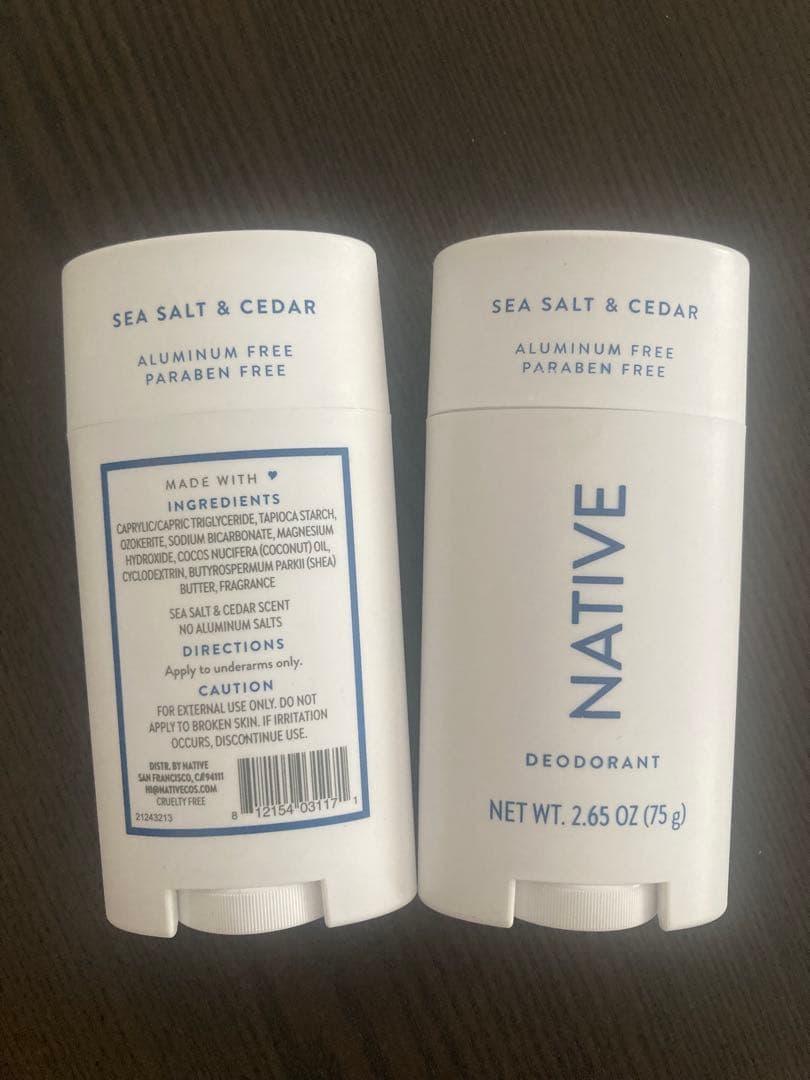 SEA SALT & CEDAR
ALUMINUM FREE
PARABEN FREE
MADE WITH ♥
INGREDIENTS
CAPRYLIC/CAPRIC TRIGLYCERIDE, TAPIOCA STARCH,
OZOKERITE, SODIUM BICARBONATE, MAGNESIUM
HYDROXIDE, COCOS NUCIFERA (COCONUT) OIL,
CYCLODEXTRIN, BUTYROSPERMUM PARKII (SHEA)
BUTTER, FRAGRANCE
SEA SALT & CEDAR SCENT
NO ALUMINUM SALTS
DIRECTIONS
Apply to underarms only.
CAUTION
FOR EXTERNAL USE ONLY. DO NOT
APPLY TO BROKEN SKIN. IF IRRITATION
OCCURS, DISCONTINUE USE.
DISTR. BY NATIVE
SAN FRANCISCO, CA 94111
HI@NATIVECOS.COM
CRUELTY FREE
21243213
8 12154 03117 1
SEA SALT & CEDAR
ALUMINUM FREE
PARABEN FREE
NATIVE
DEODORANT
NET WT. 2.65 OZ (75 g)